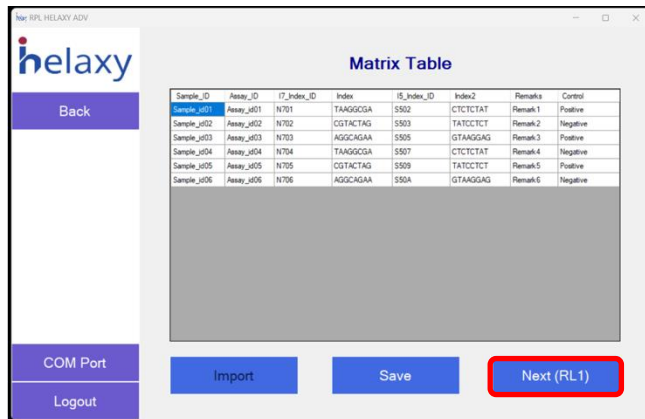 RPL HELAXY ADV
helaxy
Matrix Table
Back
Sample_ID Assay_ID I7_Index_ID Index I5_Index_ID Index2 Remarks Control
Sample_id01 Assay_id01 N701 TAAGGCGA S502 CTCTCTAT Remark1 Positive
Sample_id02 Assay_id02 N702 CGTACTAG S503 TATCCTCT Remark2 Negative
Sample_id03 Assay_id03 N703 AGGCAGAA S505 GTAAGGAG Remark3 Positive
Sample_id04 Assay_id04 N704 TAAGGCGA S507 CTCTCTAT Remark4 Negative
Sample_id05 Assay_id05 N705 CGTACTAG S509 TATCCTCT Remark5 Positive
Sample_id06 Assay_id06 N706 AGGCAGAA S50A GTAAGGAG Remark6 Negative
COM Port
Import Save Next (RL1)
Logout